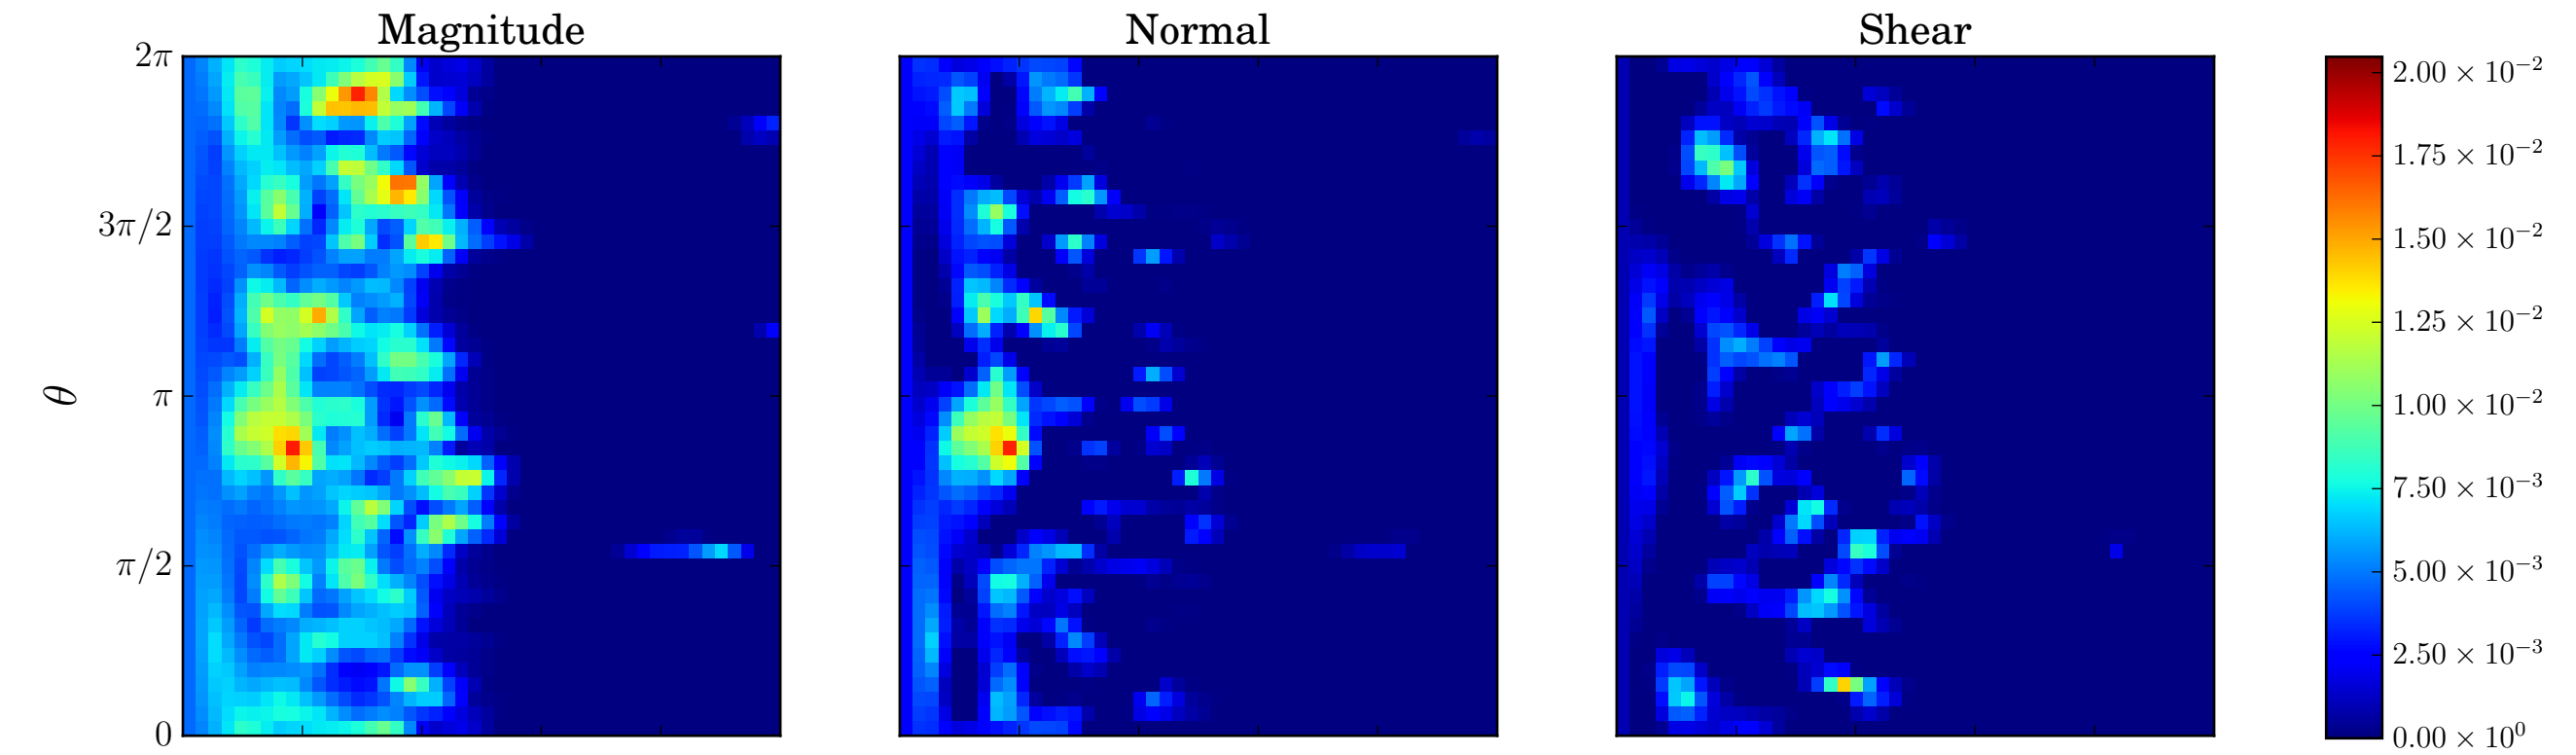 Magnitude
Normal
Shear
2π
3π/2
π
π/2
0
θ
2.00 × 10⁻²
1.75 × 10⁻²
1.50 × 10⁻²
1.25 × 10⁻²
1.00 × 10⁻²
7.50 × 10⁻³
5.00 × 10⁻³
2.50 × 10⁻³
0.00 × 10⁰